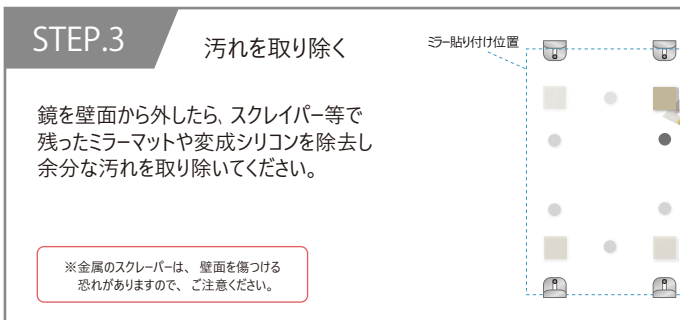 STEP.3
汚れを取り除く
ミラー貼り付け位置
鏡を壁面から外したら、スクレイパー等で
残ったミラーマットや変成シリコンを除去し
余分な汚れを取り除いてください。
※金属のスクレーパーは、 壁面を傷つける
恐れがありますので、 ご注意ください。